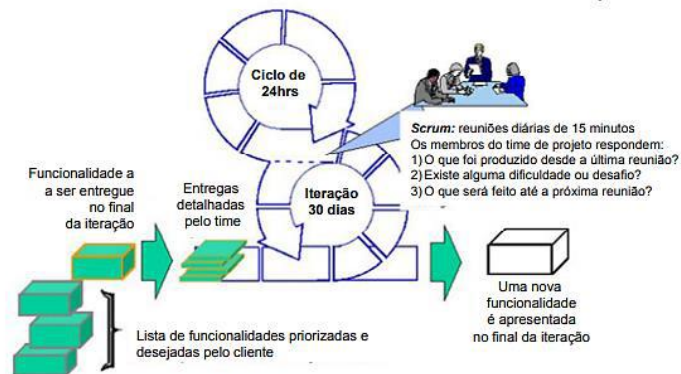 Ciclo de
24hrs
Scrum: reuniões diárias de 15 minutos
Os membros do time de projeto respondem:
1) O que foi produzido desde a última reunião?
2) Existe alguma dificuldade ou desafio?
3) O que será feito até a próxima reunião?
Funcionalidade a
a ser entregue
no final
da iteração
Entregas
detalhadas
pelo time
Iteração
30 dias
Uma nova
funcionalidade
é apresentada
no final da iteração
Lista de funcionalidades priorizadas e
desejadas pelo cliente